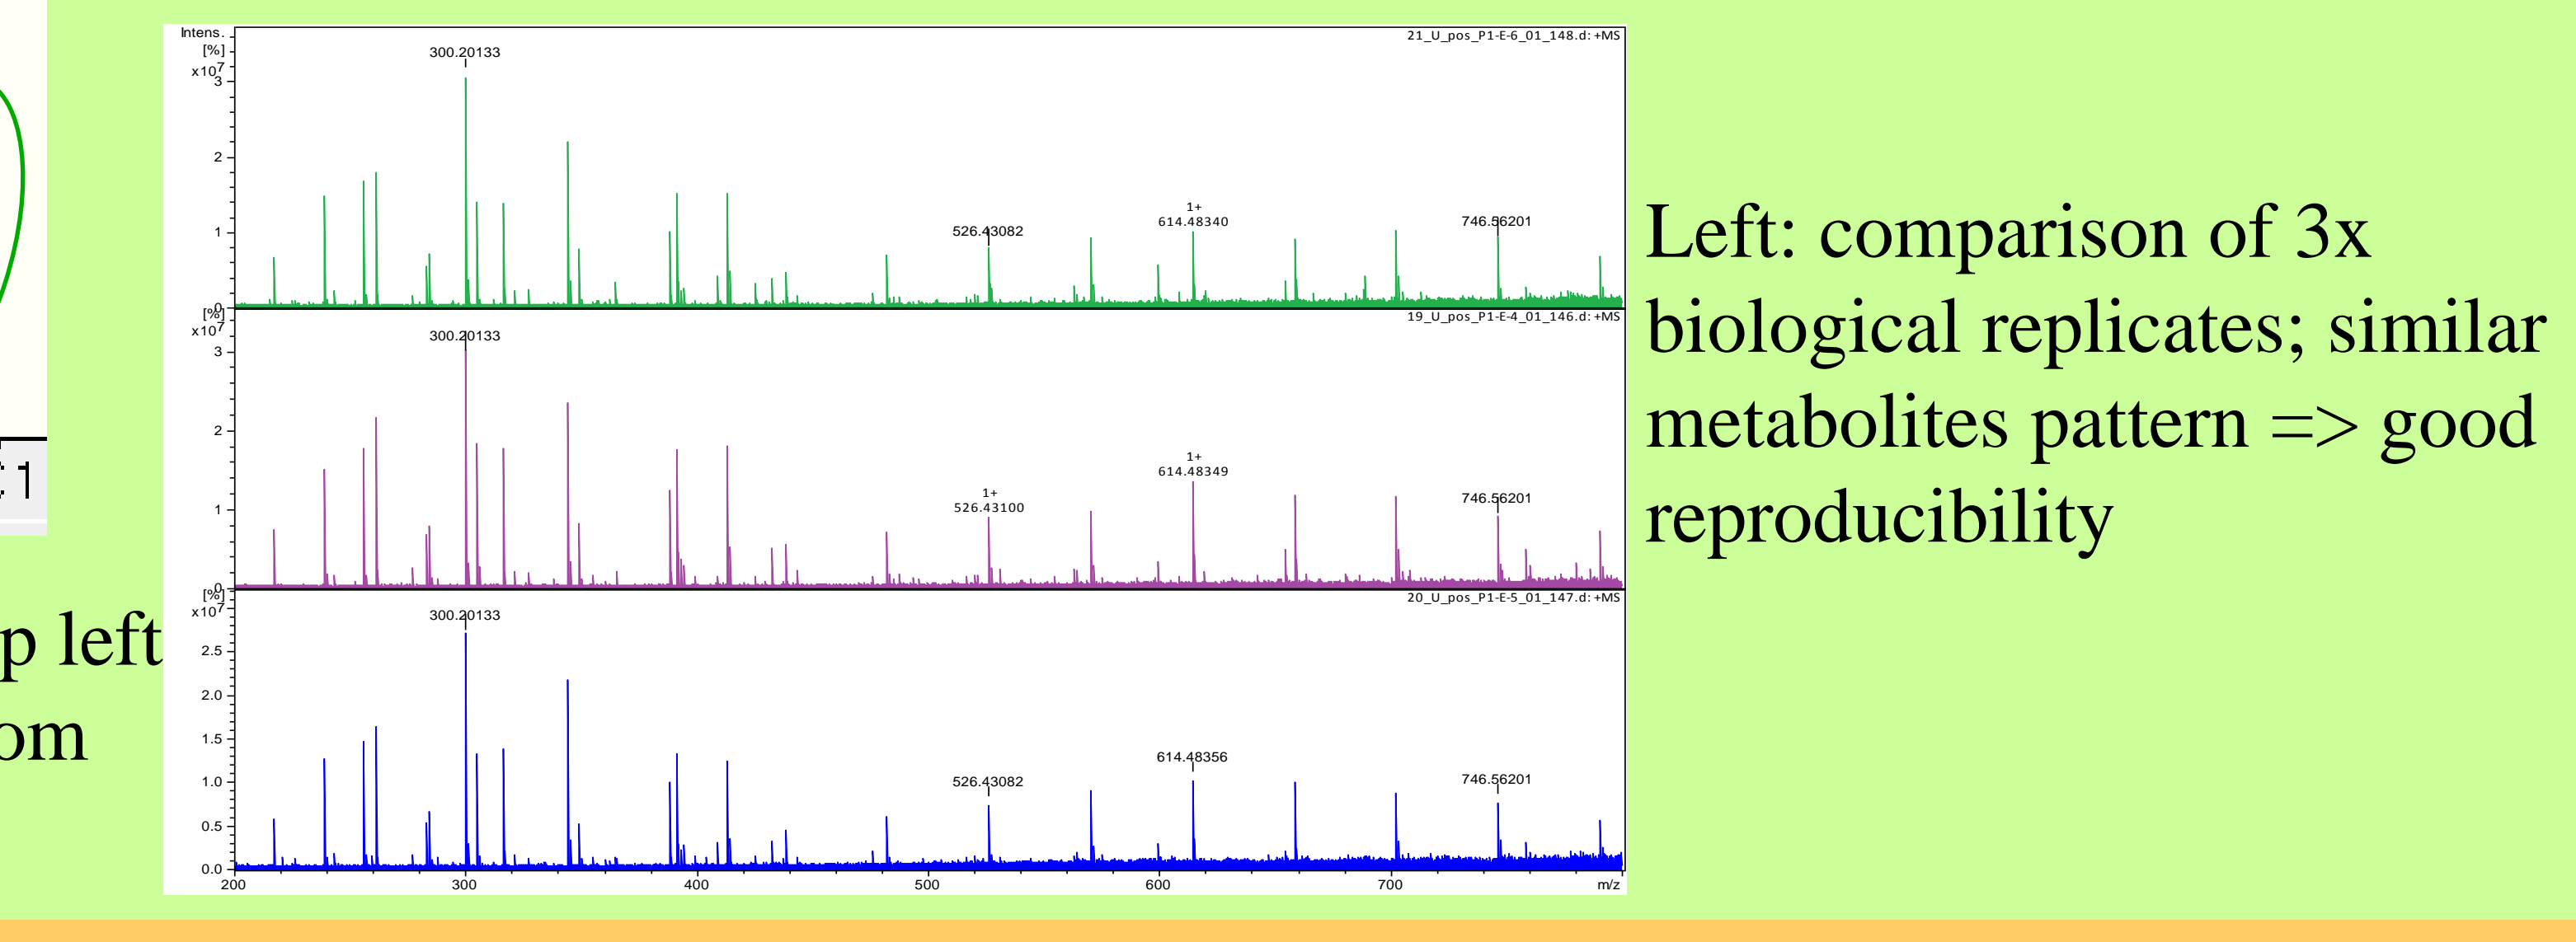 Intens.
[%]
x10^7
21_U_pos_P1-E-6_01_148.d: +MS
300.20133
3
2
1+
526.43082
614.48340
746.56201
1
0
[%]
x10^7
19_U_pos_P1-E-4_01_146.d: +MS
300.20133
3
2
1+
614.48349
1+
526.43100
746.56201
1
0
[%]
x10^7
20_U_pos_P1-E-5_01_147.d: +MS
300.20133
2.5
2.0
1.5
614.48356
526.43082
746.56201
1.0
0.5
0.0
200 300 400 500 600 700 m/z
Left: comparison of 3x
biological replicates; similar
metabolites pattern => good
reproducibility
1
p left
om